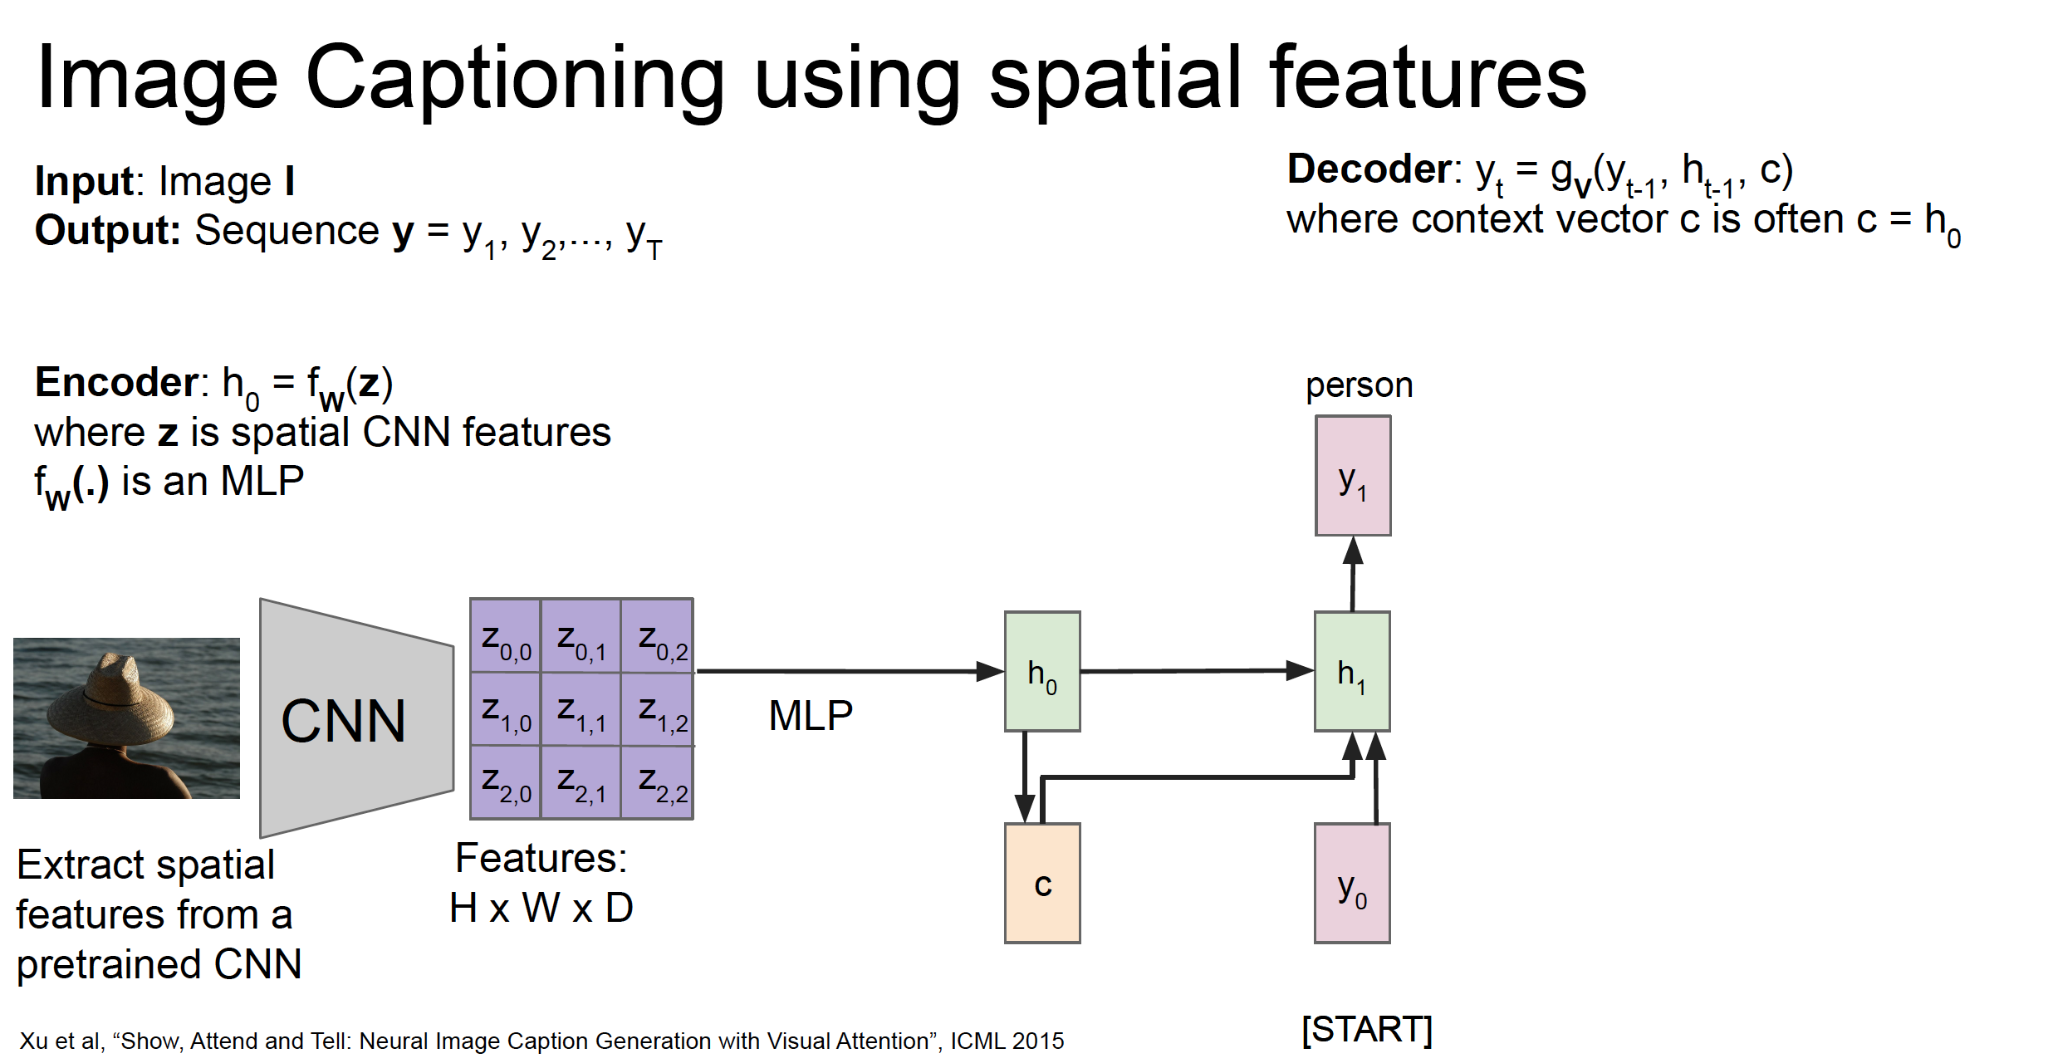 Image Captioning using spatial features
Input: Image I
Output: Sequence y = y1, y2,..., yT
Decoder: yt = gV(yt-1, ht-1, c)
where context vector c is often c = h0
Encoder: h0 = fW(z)
where z is spatial CNN features
fW(.) is an MLP
person
y1
CNN
z0,0 z0,1 z0,2
z1,0 z1,1 z1,2
z2,0 z2,1 z2,2
MLP
h0
h1
c
y0
Extract spatial
features from a
pretrained CNN
Features:
H x W x D
[START]
Xu et al, “Show, Attend and Tell: Neural Image Caption Generation with Visual Attention”, ICML 2015